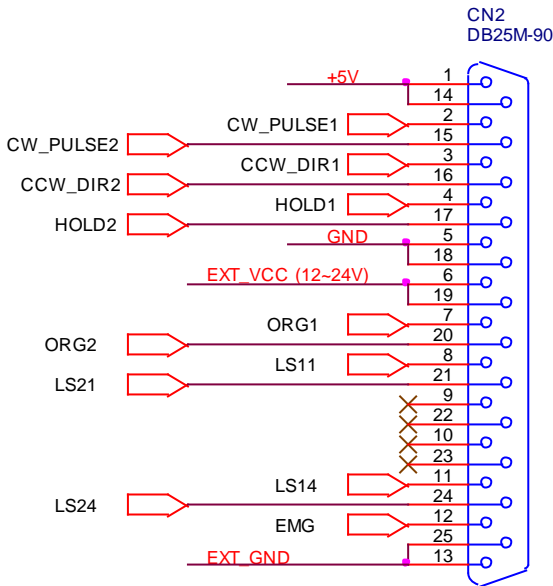 CN2
DB25M-90
+5V 1
14
CW_PULSE1 2
CW_PULSE2 15
CCW_DIR1 3
CCW_DIR2 16
HOLD1 4
HOLD2 17
GND 5
18
EXT_VCC (12~24V) 6
19
ORG1 7
ORG2 20
LS11 8
LS21 21
9
22
10
23
LS14 11
LS24 24
EMG 12
25
EXT_GND 13